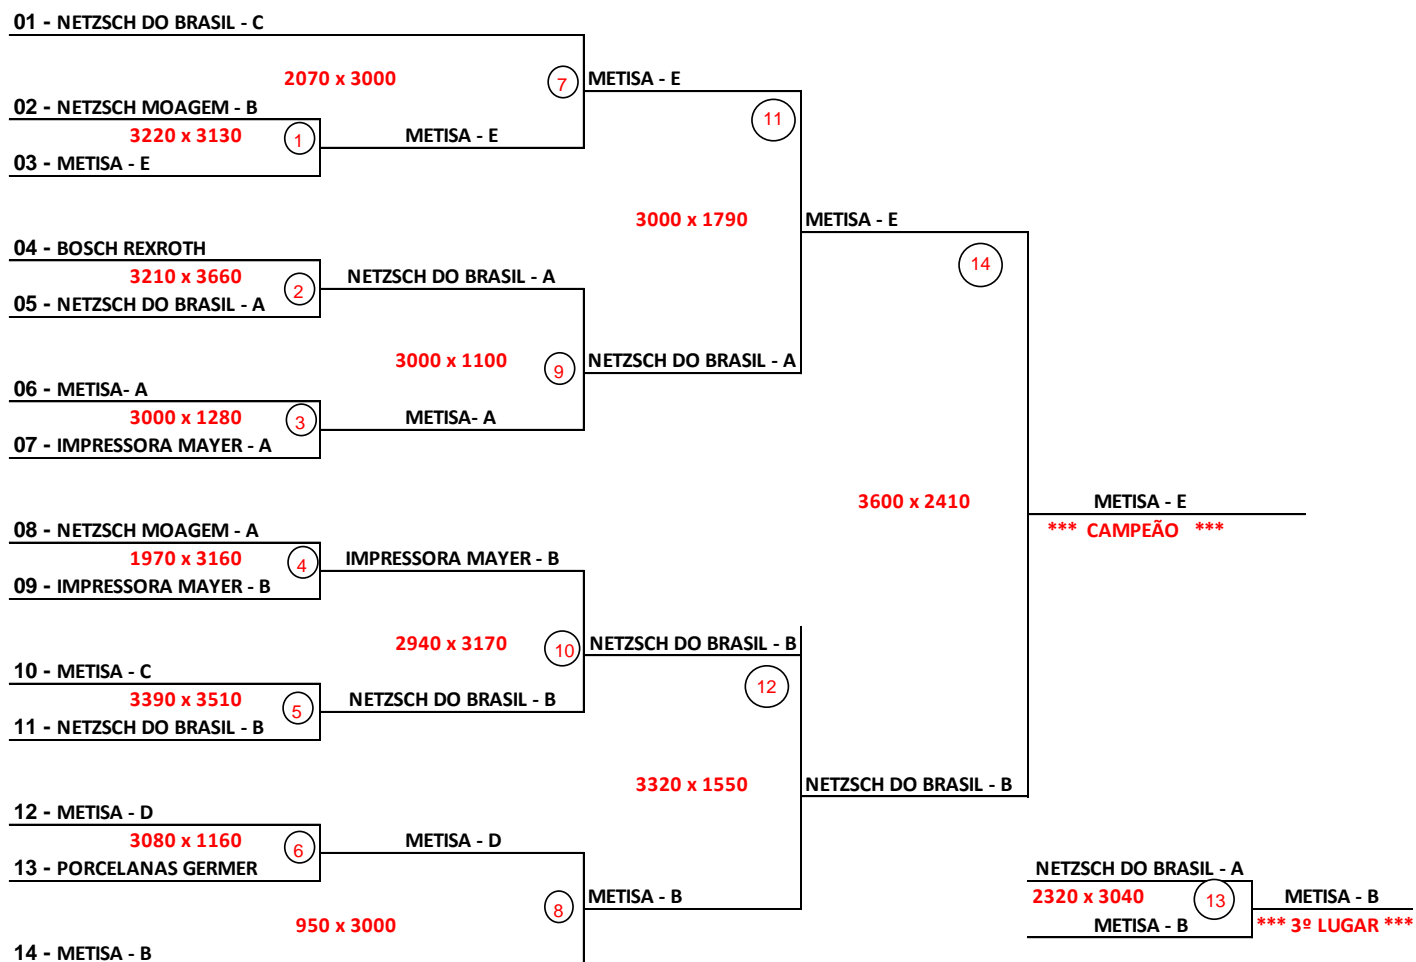 01 - NETZSCH DO BRASIL - C
2070 x 3000
7
METISA - E
02 - NETZSCH MOAGEM - B
3220 x 3130
1
METISA - E
11
03 - METISA - E
3000 x 1790
METISA - E
04 - BOSCH REXROTH
3210 x 3660
2
NETZSCH DO BRASIL - A
14
05 - NETZSCH DO BRASIL - A
3000 x 1100
9
NETZSCH DO BRASIL - A
06 - METISA- A
3000 x 1280
3
METISA- A
07 - IMPRESSORA MAYER - A
3600 x 2410
METISA - E
*** CAMPEÃO ***
08 - NETZSCH MOAGEM - A
1970 x 3160
4
IMPRESSORA MAYER - B
09 - IMPRESSORA MAYER - B
2940 x 3170
10
NETZSCH DO BRASIL - B
10 - METISA - C
3390 x 3510
5
NETZSCH DO BRASIL - B
12
11 - NETZSCH DO BRASIL - B
3320 x 1550
NETZSCH DO BRASIL - B
12 - METISA - D
3080 x 1160
6
METISA - D
13 - PORCELANAS GERMER
8
METISA - B
950 x 3000
14 - METISA - B
NETZSCH DO BRASIL - A
2320 x 3040
13
METISA - B
METISA - B
*** 3º LUGAR ***